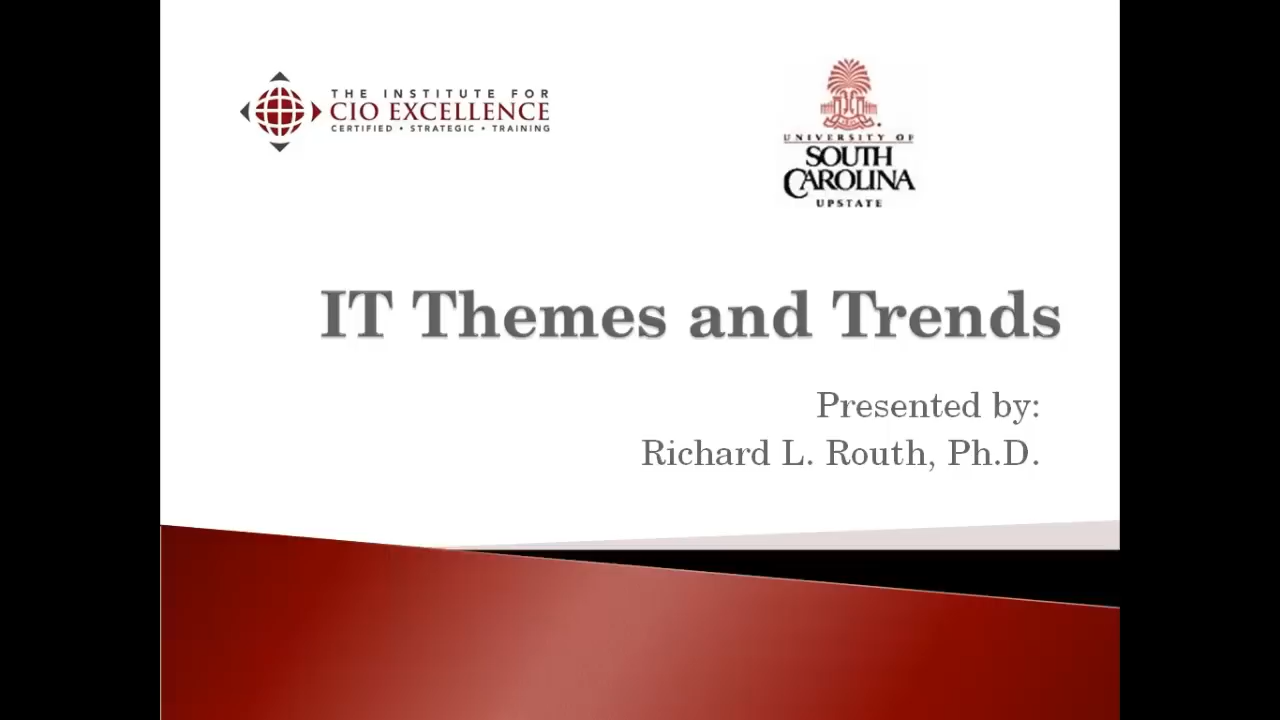 THE INSTITUTE FOR
CIO EXCELLENCE
CERTIFIED • STRATEGIC • TRAINING
UNIVERSITY OF
SOUTH
CAROLINA
UPSTATE
IT Themes and Trends
Presented by:
Richard L. Routh, Ph.D.